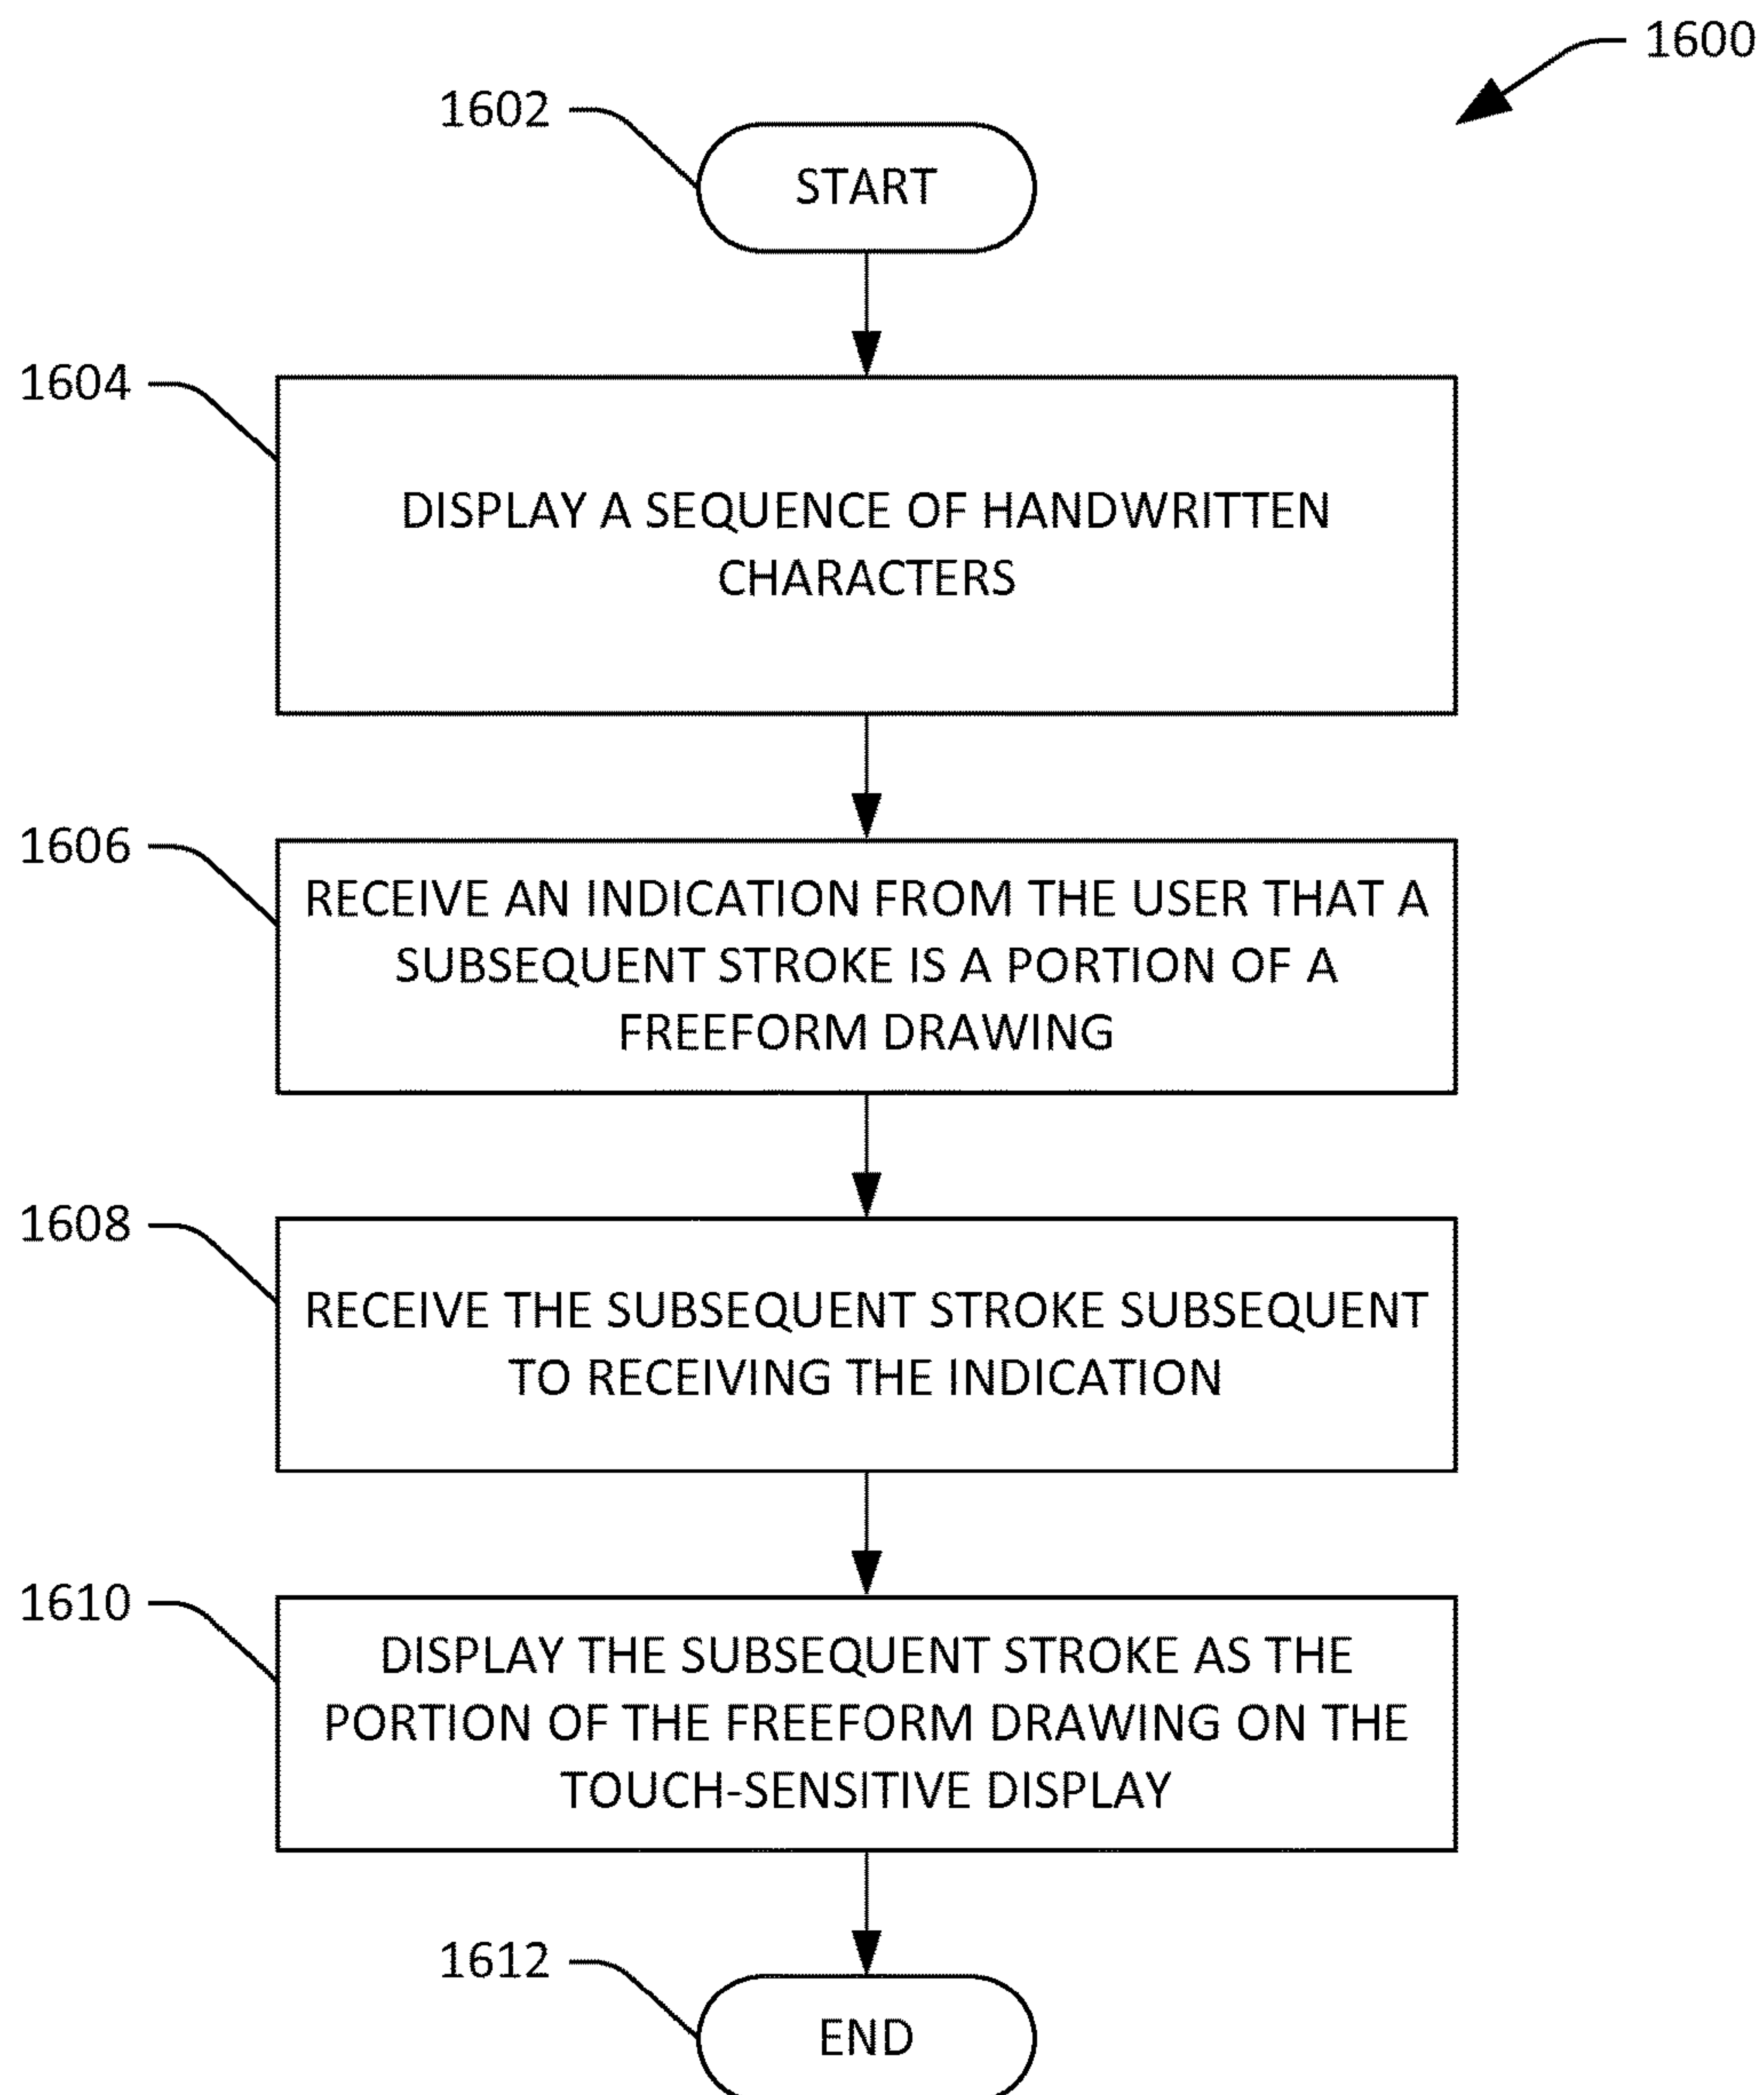 1600
1602
START
1604
DISPLAY A SEQUENCE OF HANDWRITTEN
CHARACTERS
1606
RECEIVE AN INDICATION FROM THE USER THAT A
SUBSEQUENT STROKE IS A PORTION OF A
FREEFORM DRAWING
1608
RECEIVE THE SUBSEQUENT STROKE SUBSEQUENT
TO RECEIVING THE INDICATION
1610
DISPLAY THE SUBSEQUENT STROKE AS THE
PORTION OF THE FREEFORM DRAWING ON THE
TOUCH-SENSITIVE DISPLAY
1612
END